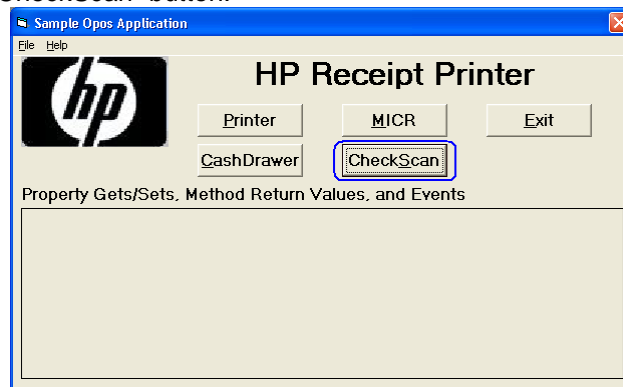 CheckScan" button.
Sample Opos Application
File Help
hp
HP Receipt Printer
Printer MICR Exit
CashDrawer CheckScan
Property Gets/Sets, Method Return Values, and Events